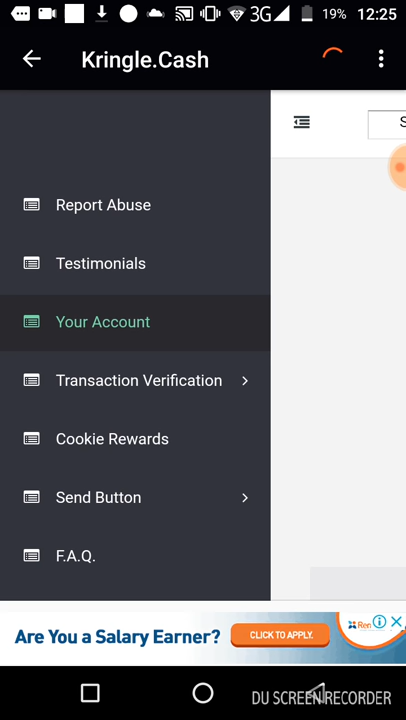 3G 19% 12:25
Kringle.Cash
S
Report Abuse
Testimonials
Your Account
Transaction Verification
Cookie Rewards
Send Button
F.A.Q.
Ren
Are You a Salary Earner? CLICK TO APPLY.
DU SCREEN RECORDER